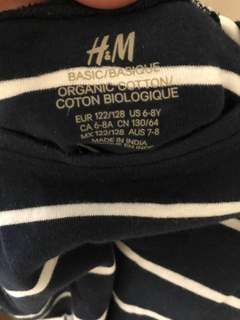 H&M
BASIC/BASIQUE
ORGANIC COTTON/
COTON BIOLOGIQUE
EUR 122/128 US 6-8Y
CA 6-8A CN 130/64
MX 122/128 AUS 7-8
MADE IN INDIA